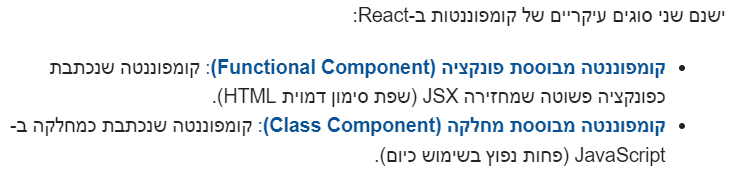 ישנם שני סוגים עיקריים של קומפוננטות ב-React:
• קומפוננטה מבוססת פונקציה (Functional Component): קומפוננטה שנכתבת
כפונקציה פשוטה שמחזירה JSX (שפת סימון דמוית HTML).
• קומפוננטה מבוססת מחלקה (Class Component): קומפוננטה שנכתבת כמחלקה ב-
JavaScript (פחות נפוץ בשימוש כיום).